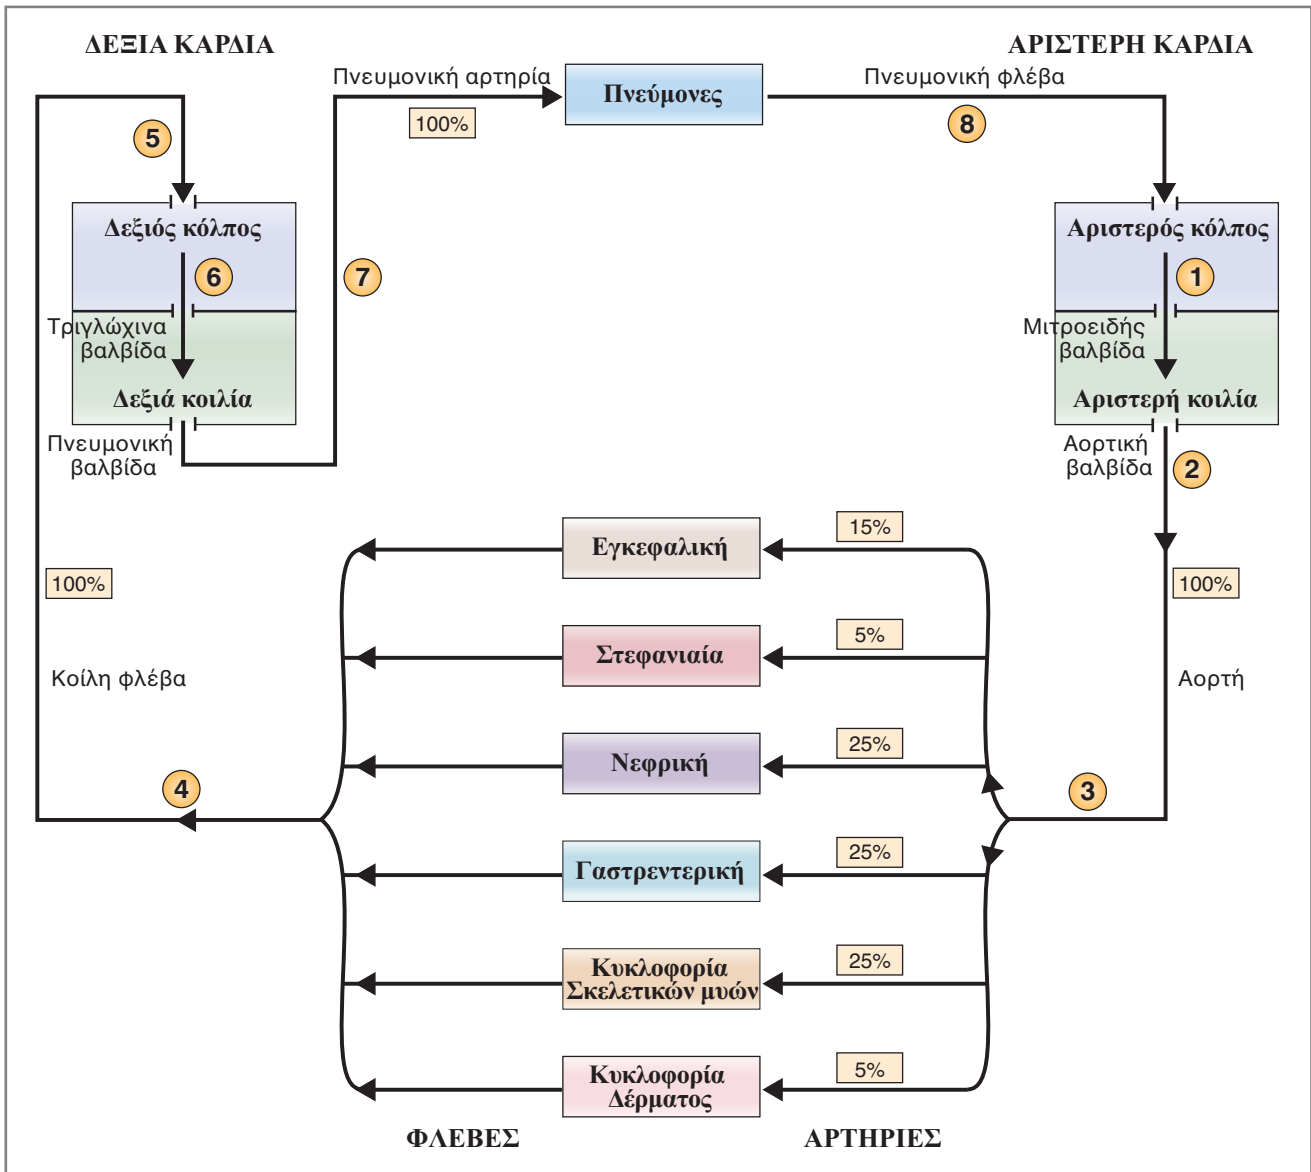 ΔΕΞΙΑ ΚΑΡΔΙΑ
ΑΡΙΣΤΕΡΗ ΚΑΡΔΙΑ
Πνευμονική αρτηρία
Πνεύμονες
Πνευμονική φλέβα
100%
8
5
Δεξιός κόλπος
6
7
Τριγλώχινα
βαλβίδα
Δεξιά κοιλία
Πνευμονική
βαλβίδα
Αριστερός κόλπος
1
Μιτροειδής
βαλβίδα
Αριστερή κοιλία
Αορτική
βαλβίδα
2
Εγκεφαλική
15%
100%
100%
Στεφανιαία
5%
Κοίλη φλέβα
Αορτή
Νεφρική
25%
4
3
Γαστρεντερική
25%
Κυκλοφορία
Σκελετικών μυών
25%
Κυκλοφορία
Δέρματος
5%
ΦΛΕΒΕΣ
ΑΡΤΗΡΙΕΣ